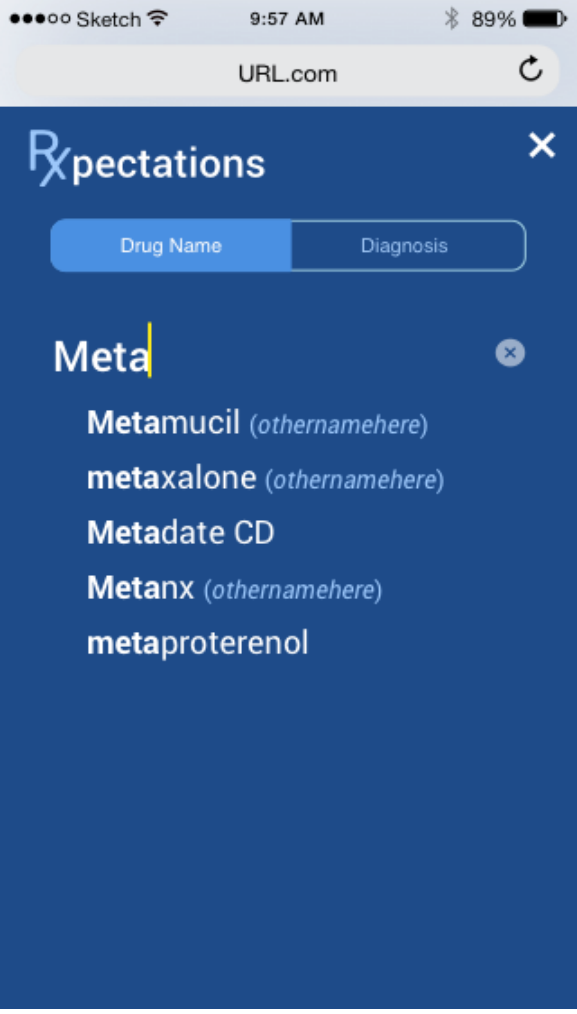 Sketch 9:57 AM 89%
URL.com
Rxpectations
Drug Name Diagnosis
Meta
Metamucil (othernamehere)
metaxalone (othernamehere)
Metadate CD
Metanx (othernamehere)
metaproterenol